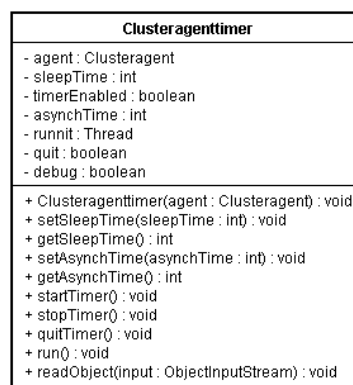 Clusteragenttimer
- agent : Clusteragent
- sleepTime : int
- timerEnabled : boolean
- asynchTime : int
- runnit : Thread
- quit : boolean
- debug : boolean
+ Clusteragenttimer(agent : Clusteragent) : void
+ setSleepTime(sleepTime : int) : void
+ getSleepTime() : int
+ setAsynchTime(asynchTime : int) : void
+ getAsynchTime() : int
+ startTimer() : void
+ stopTimer() : void
+ quitTimer() : void
+ run() : void
+ readObject(input : ObjectInputStream) : void